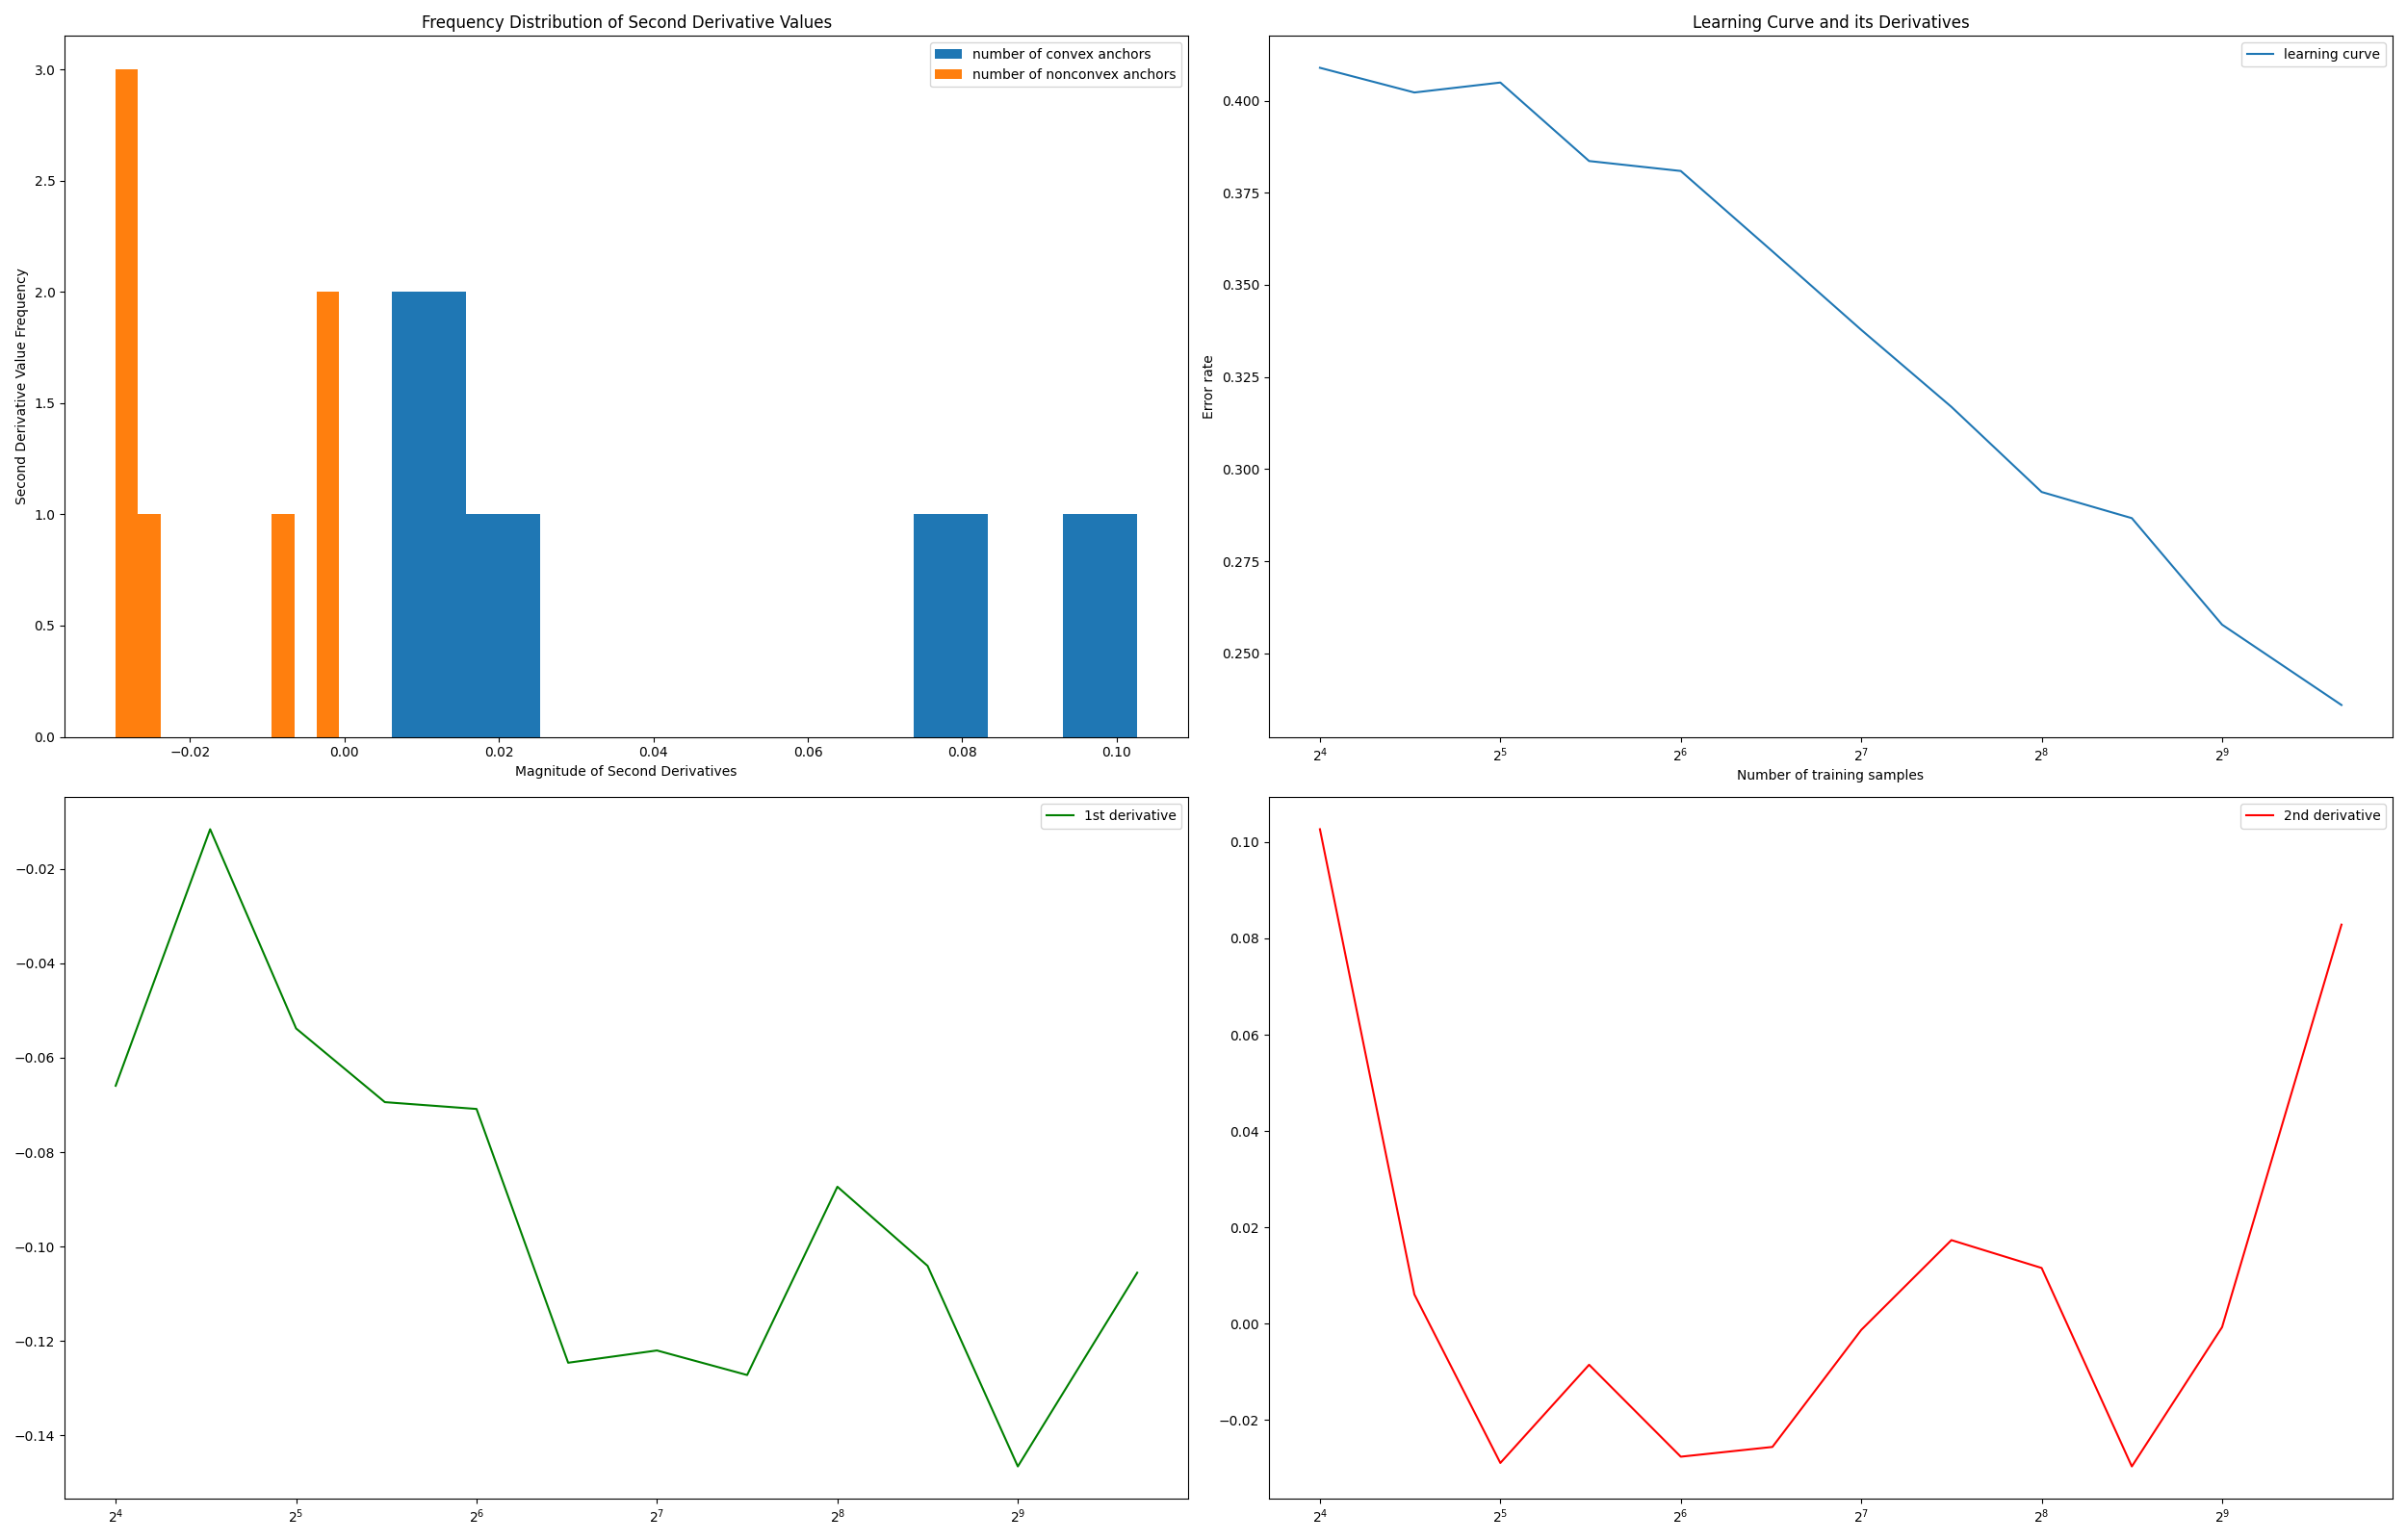 Frequency Distribution of Second Derivative Values
number of convex anchors
number of nonconvex anchors
Second Derivative Value Frequency
3.0
2.5
2.0
1.5
1.0
0.5
0.0
−0.02 0.00 0.02 0.04 0.06 0.08 0.10
Magnitude of Second Derivatives
Learning Curve and its Derivatives
learning curve
Error rate
0.400
0.375
0.350
0.325
0.300
0.275
0.250
2⁴ 2⁵ 2⁶ 2⁷ 2⁸ 2⁹
Number of training samples
1st derivative
−0.02
−0.04
−0.06
−0.08
−0.10
−0.12
−0.14
2⁴ 2⁵ 2⁶ 2⁷ 2⁸ 2⁹
2nd derivative
0.10
0.08
0.06
0.04
0.02
0.00
−0.02
2⁴ 2⁵ 2⁶ 2⁷ 2⁸ 2⁹